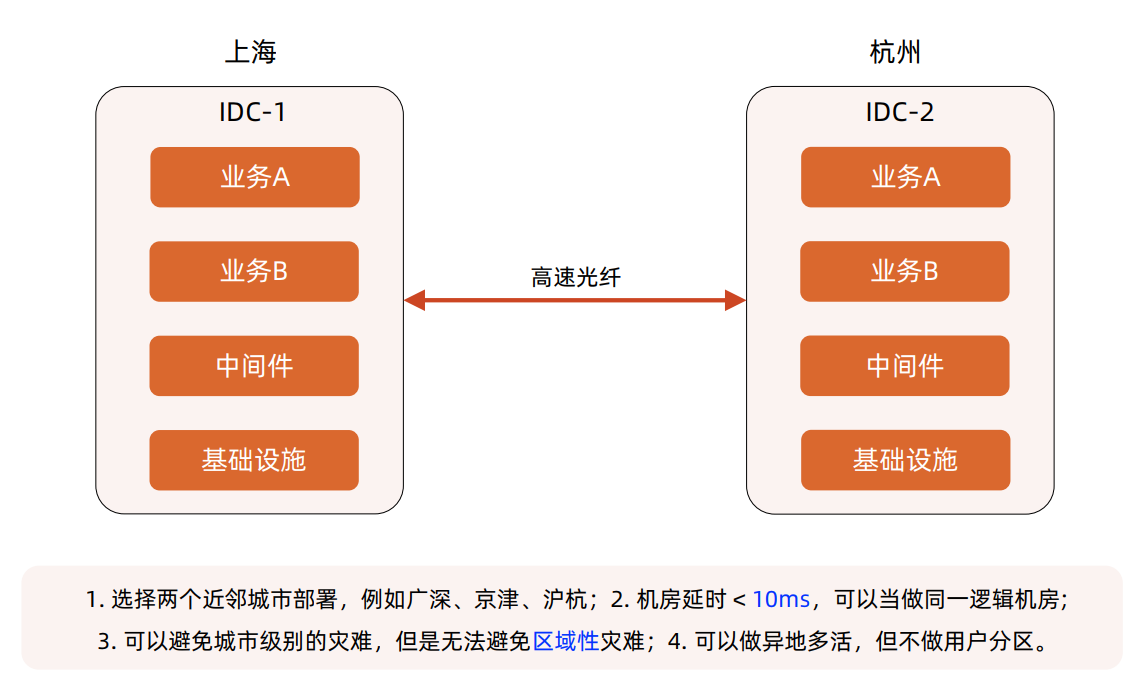 上海
IDC-1
业务A
业务B
中间件
基础设施
高速光纤
杭州
IDC-2
业务A
业务B
中间件
基础设施
1. 选择两个近邻城市部署，例如广深、京津、沪杭；2. 机房延时 < 10ms，可以当做同一逻辑机房；
3. 可以避免城市级别的灾难，但是无法避免区域性灾难；4. 可以做异地多活，但不做用户分区。